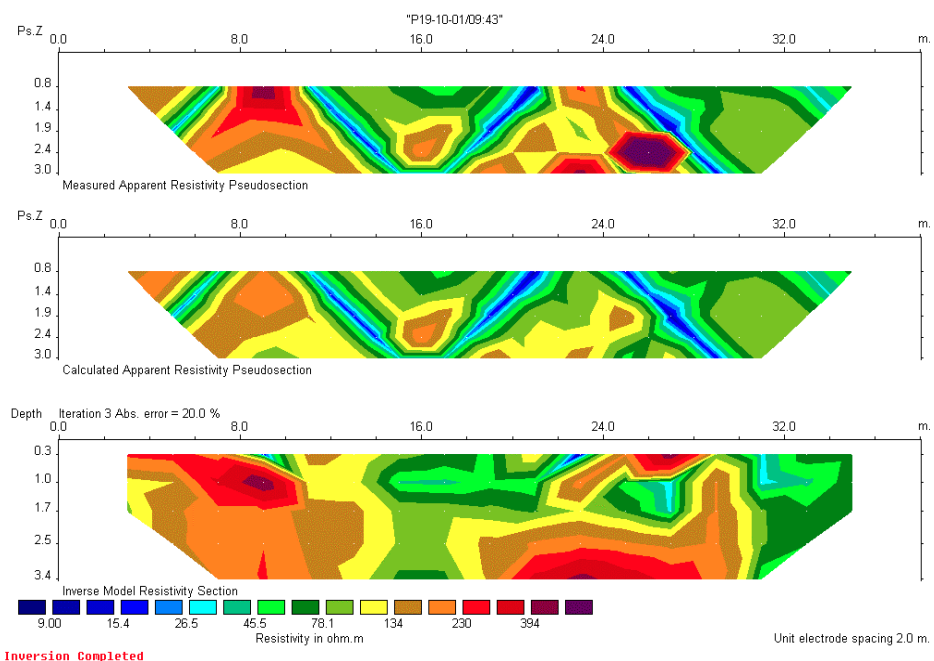 "P19-10-01/09:43"
Ps.Z 0.0 8.0 16.0 24.0 32.0 m.
0.8
1.4
1.9
2.4
3.0
Measured Apparent Resistivity Pseudosection
Ps.Z 0.0 8.0 16.0 24.0 32.0 m.
0.8
1.4
1.9
2.4
3.0
Calculated Apparent Resistivity Pseudosection
Depth Iteration 3 Abs. error = 20.0 %
0.0 8.0 16.0 24.0 32.0 m.
0.3
1.0
1.7
2.5
3.4
Inverse Model Resistivity Section
9.00 15.4 26.5 45.5 78.1 134 230 394
Resistivity in ohm.m Unit electrode spacing 2.0 m.
Inversion Completed